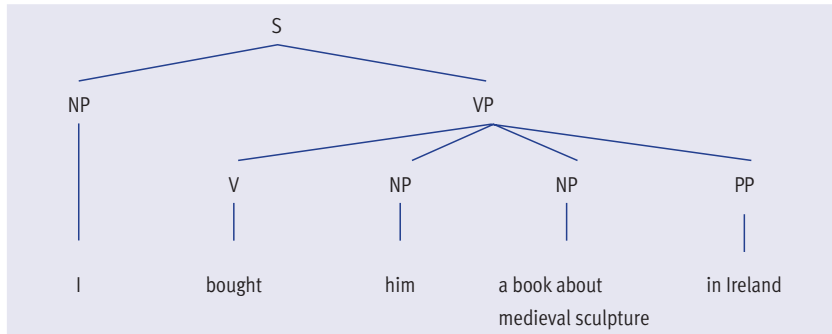 S
NP VP
V NP NP PP
I bought him a book about in Ireland
medieval sculpture